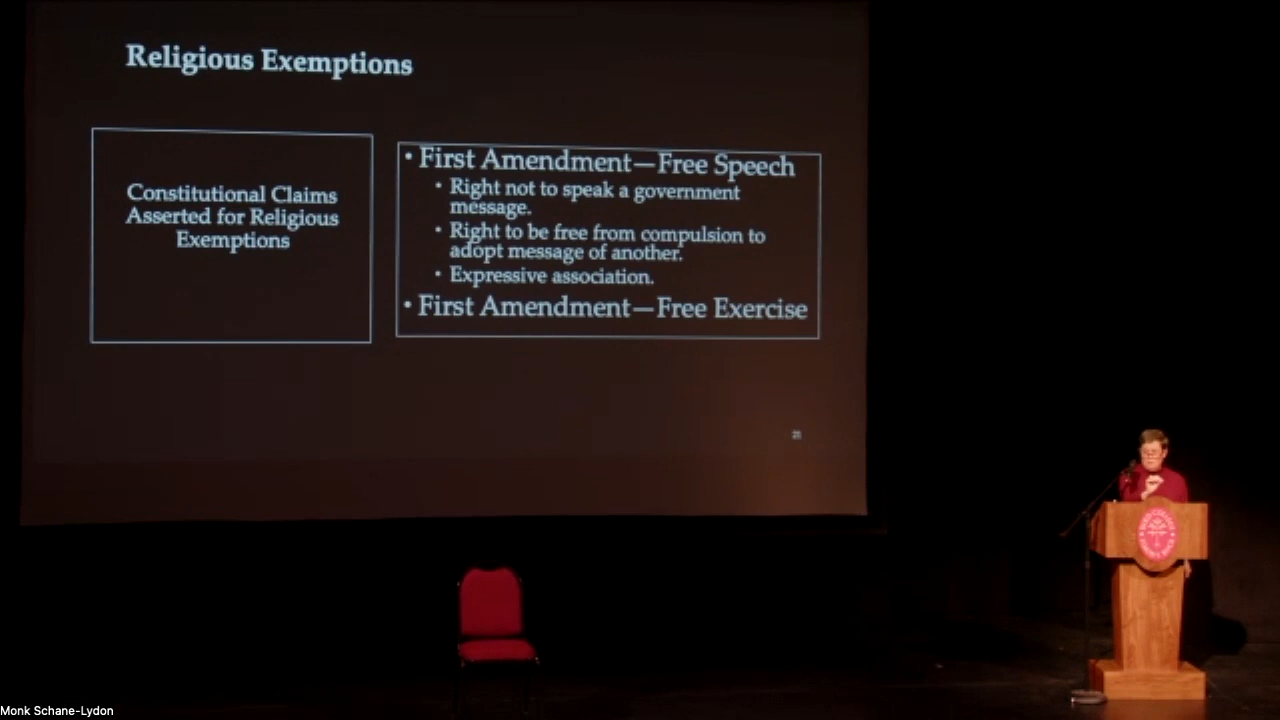 Religious Exemptions
Constitutional Claims
Asserted for Religious
Exemptions
• First Amendment—Free Speech
• Right not to speak a government
message.
• Right to be free from compulsion to
adopt message of another.
• Expressive association.
• First Amendment—Free Exercise
Monk Schane-Lydon